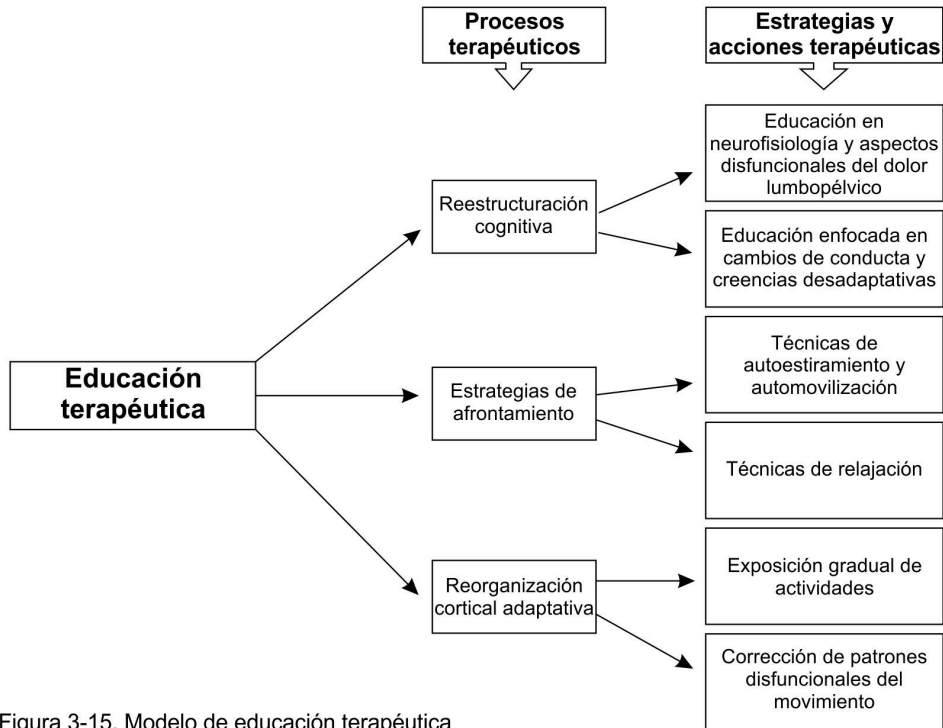 Procesos
terapéuticos
Estrategias y
acciones terapéuticas
Educación en
neurofisiología y aspectos
disfuncionales del dolor
lumbopélvico
Reestructuración
cognitiva
Educación enfocada en
cambios de conducta y
creencias desadaptativas
Educación
terapéutica
Estrategias de
afrontamiento
Técnicas de
autoestiramiento y
automovilización
Técnicas de relajación
Reorganización
cortical adaptativa
Exposición gradual de
actividades
Corrección de patrones
disfuncionales del
movimiento
Figura 3-15. Modelo de educación terapéutica